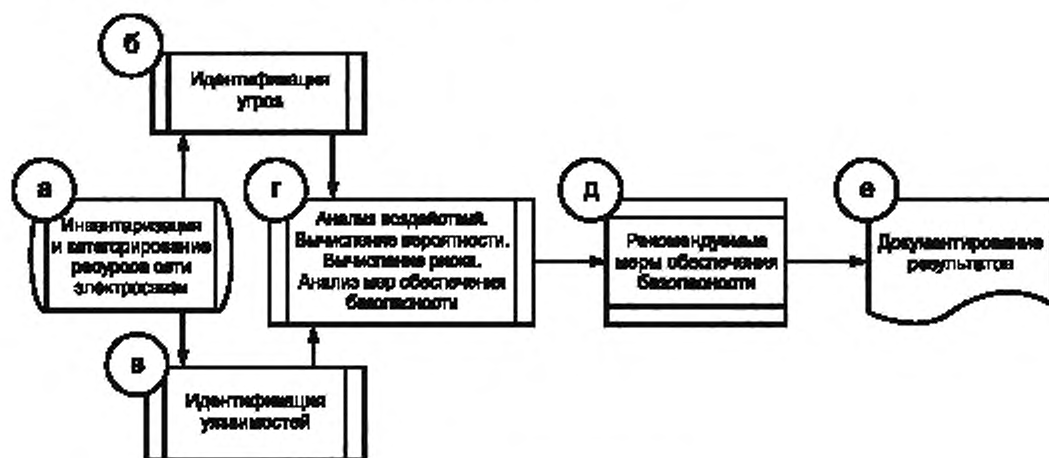 б
Идентификация
угроз
а
Инвентаризация
и категорирование
ресурсов сети
электросвязи
г
Анализ воздействий.
Вычисление вероятности.
Вычисление риска.
Анализ мер обеспечения
безопасности
д
Рекомендуемые
меры обеспечения
безопасности
е
Документирование
результатов
в
Идентификация
уязвимостей